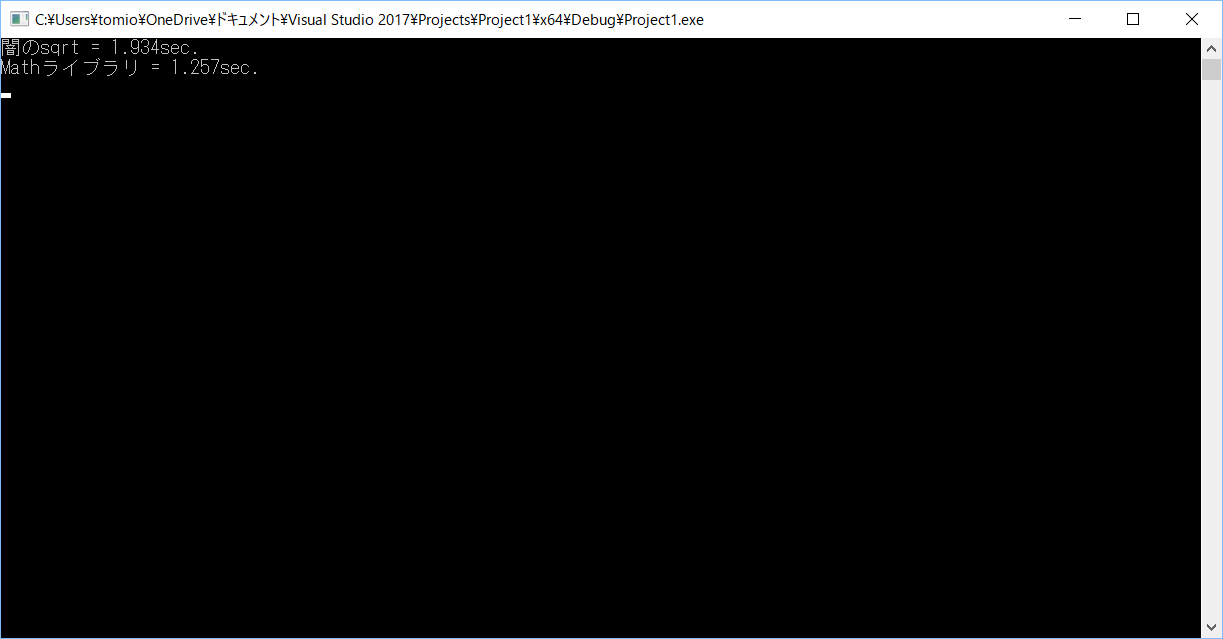 C:¥Users¥tomio¥OneDrive¥ドキュメント¥Visual Studio 2017¥Projects¥Project1¥x64¥Debug¥Project1.exe
闇のsqrt = 1.934sec.
Mathライブラリ = 1.257sec.